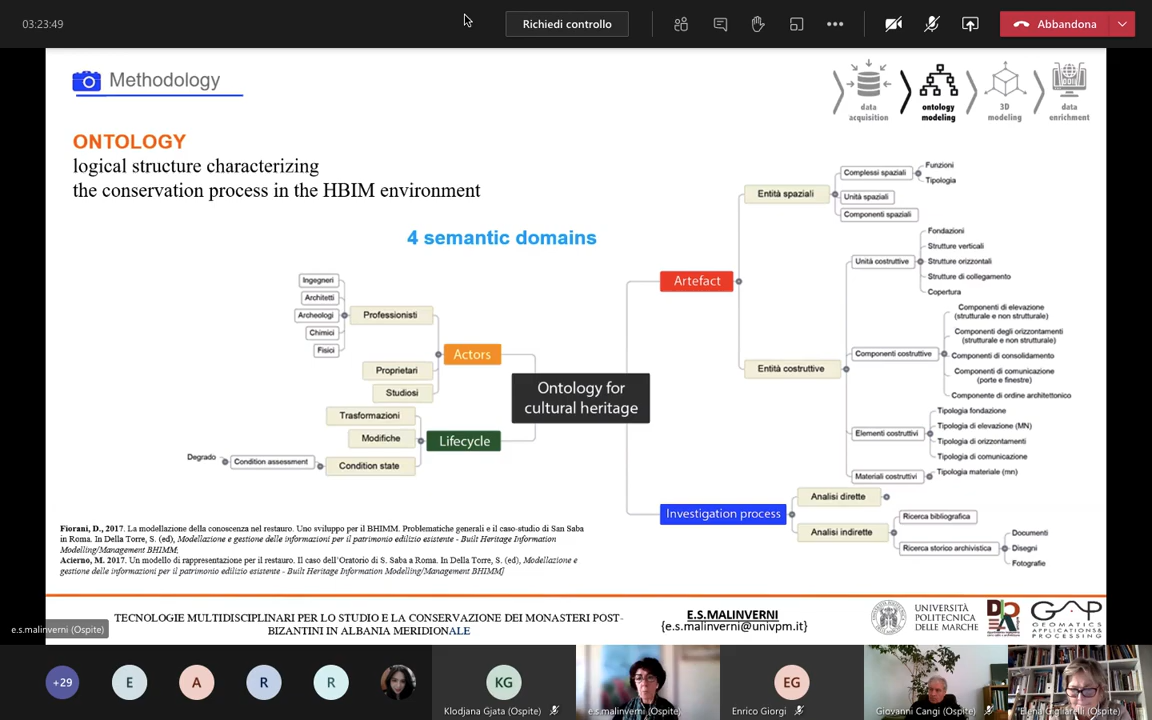 03:23:49
Richiedi controllo
Abbandona
Methodology
data
acquisition
ontology
modeling
3D
modeling
data
enrichment
ONTOLOGY
logical structure characterizing
the conservation process in the HBIM environment
4 semantic domains
Ontology for
cultural heritage
Actors
Professionisti
Ingegneri
Architetti
Archeologi
Chimici
Fisici
Proprietari
Studiosi
Lifecycle
Trasformazioni
Modifiche
Condition state
Condition assessment
Degrado
Artefact
Entità spaziali
Complessi spaziali
Funzioni
Tipologia
Unità spaziali
Componenti spaziali
Entità costruttive
Unità costruttive
Fondazioni
Strutture verticali
Strutture orizzontali
Strutture di collegamento
Copertura
Componenti costruttive
Componenti di elevazione
(strutturale e non strutturale)
Componenti degli orizzontamenti
(strutturale e non strutturale)
Componenti di consolidamento
Componenti di comunicazione
(porte e finestre)
Componente di ordine architettonico
Elementi costruttivi
Tipologia fondazione
Tipologia di elevazione (MN)
Tipologia di orizzontamenti
Tipologia di comunicazione
Materiali costruttivi
Tipologia materiale (mn)
Investigation process
Analisi dirette
Analisi indirette
Ricerca bibliografica
Ricerca storico archivistica
Documenti
Disegni
Fotografie
Fiorani, D., 2017. La modellazione della conoscenza nel restauro. Uno sviluppo per il BHIMM. Problematiche generali e il caso-studio di San Saba
in Roma. In Della Torre, S. (ed), Modellazione e gestione delle informazioni per il patrimonio edilizio esistente - Built Heritage Information
Modelling/Management BHIMM;
Acierno, M. 2017. Un modello di rappresentazione per il restauro. Il caso dell'Oratorio di S. Saba a Roma. In Della Torre, S. (ed), Modellazione e
gestione delle informazioni per il patrimonio edilizio esistente - Built Heritage Information Modelling/Management BHIMM]
TECNOLOGIE MULTIDISCIPLINARI PER LO STUDIO E LA CONSERVAZIONE DEI MONASTERI POST-
BIZANTINI IN ALBANIA MERIDIONALE
E.S.MALINVERNI
{e.s.malinverni@univpm.it}
UNIVERSITÀ
POLITECNICA
DELLE MARCHE
GAP
GEOMATICS
APPLICATIONS &
PROCESSING
e.s.malinverni (Ospite)
+29
E
A
R
R
KG
Klodjana Gjata (Ospite)
e.s.malinverni (Ospite)
EG
Enrico Giorgi
Giovanni Cangi (Ospite)
(Ospite)